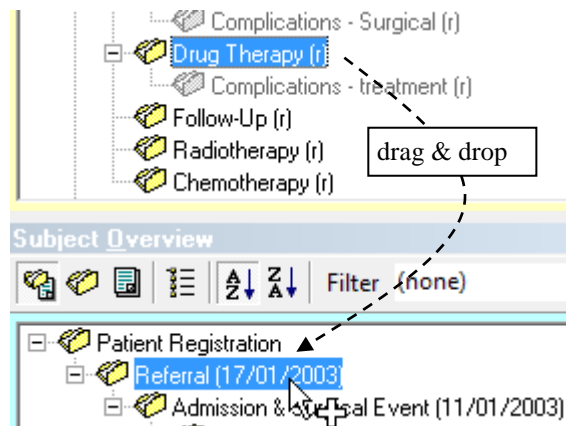 Complications - Surgical (r)
Drug Therapy (r)
Complications - treatment (r)
Follow-Up (r)
Radiotherapy (r)
Chemotherapy (r)
drag & drop
Subject Overview
Filter (none)
Patient Registration
Referral (17/01/2003)
Admission & Surgical Event (11/01/2003)